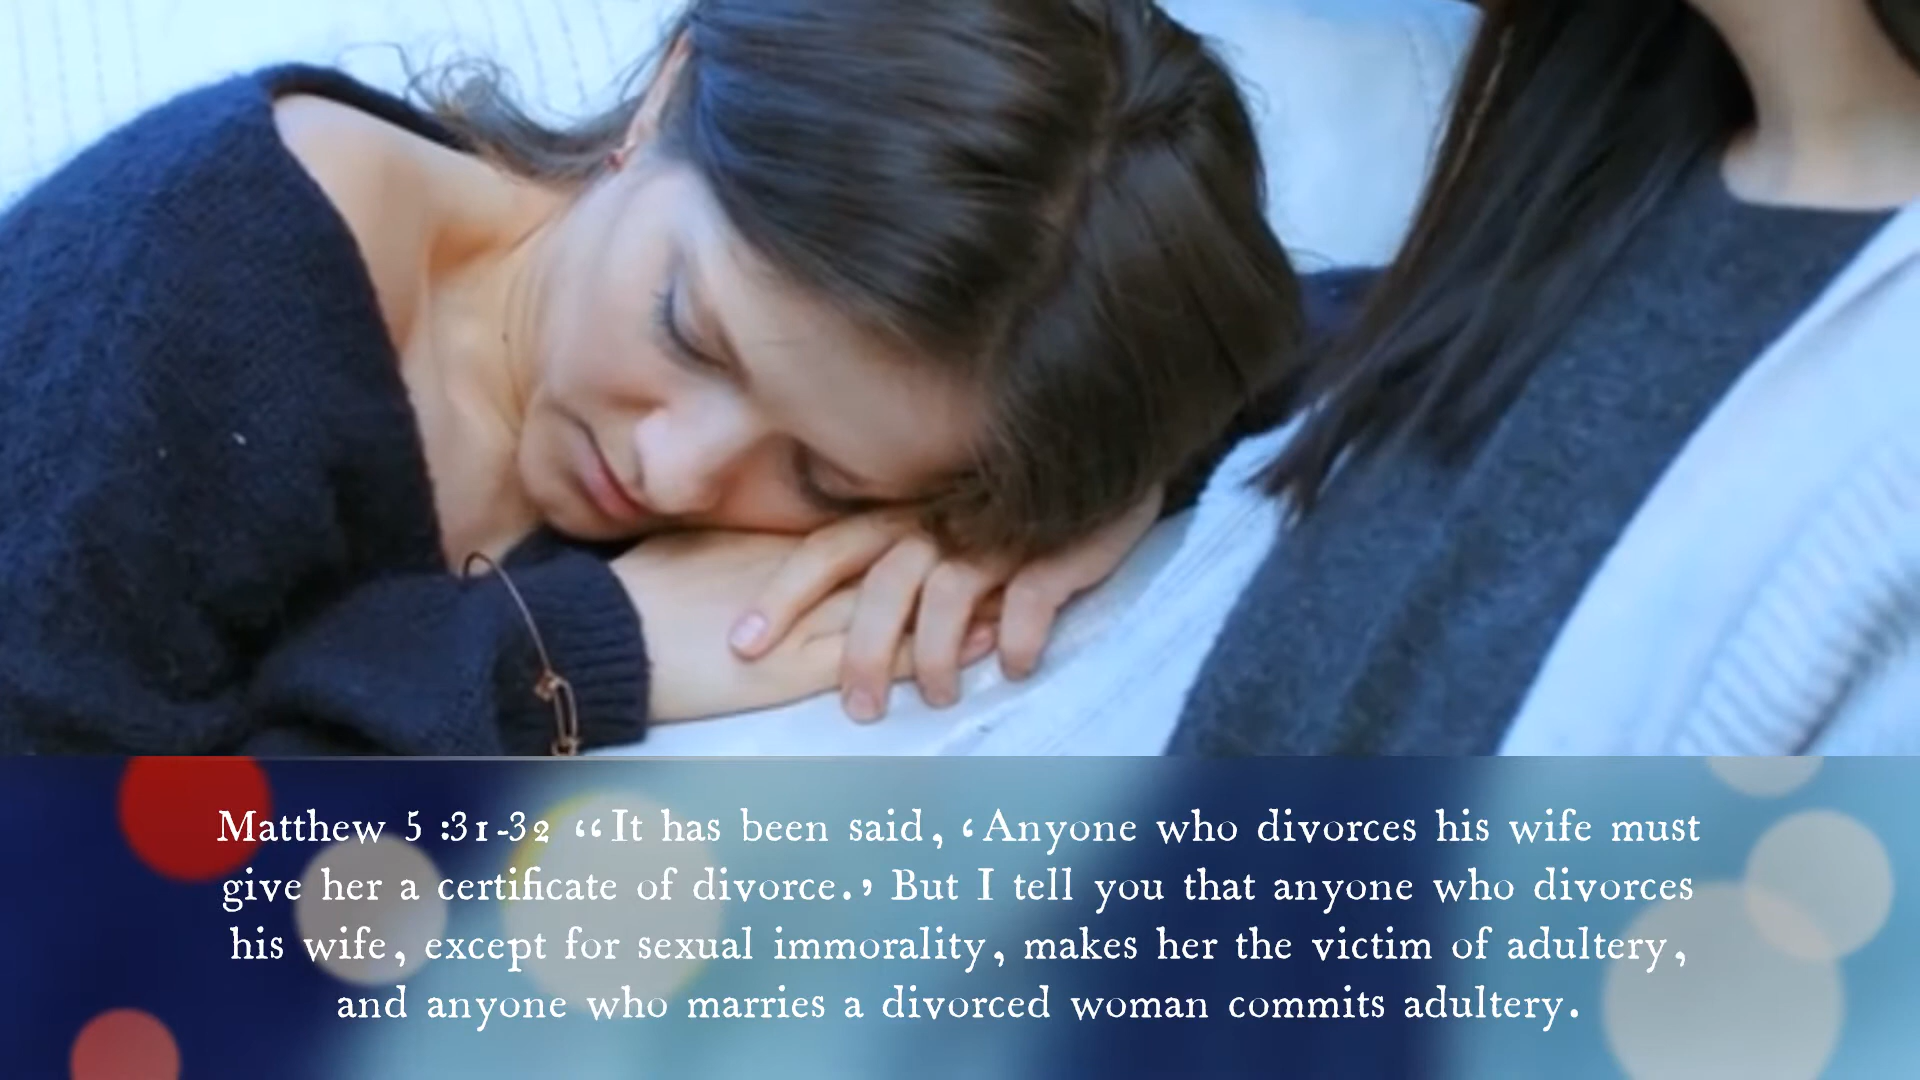 Matthew 5 :31-32 “It has been said, ‘Anyone who divorces his wife must
give her a certificate of divorce.’ But I tell you that anyone who divorces
his wife, except for sexual immorality, makes her the victim of adultery,
and anyone who marries a divorced woman commits adultery.